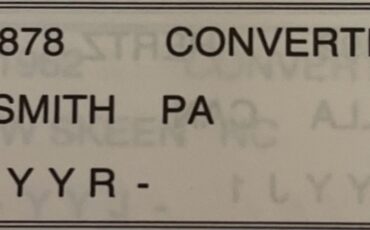 878 CONVERT
SMITH PA
Y Y R -